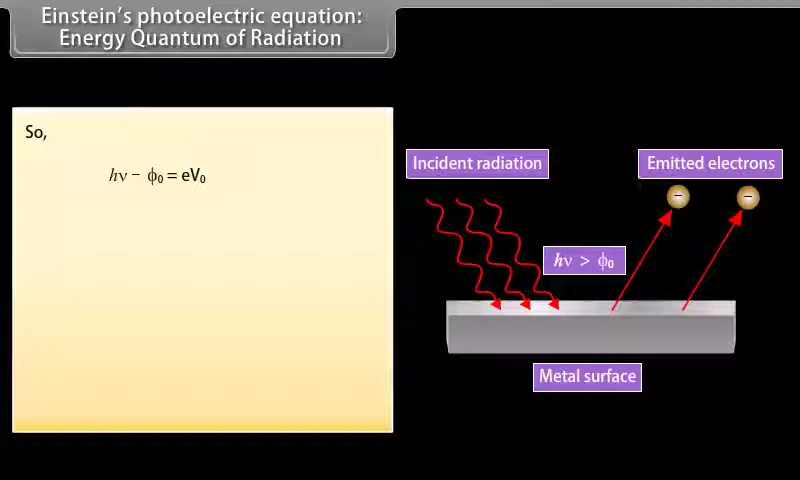 Einstein's photoelectric equation:
Energy Quantum of Radiation
So,
hν − ϕ₀ = eV₀
Incident radiation
Emitted electrons
−
−
hν > ϕ₀
Metal surface